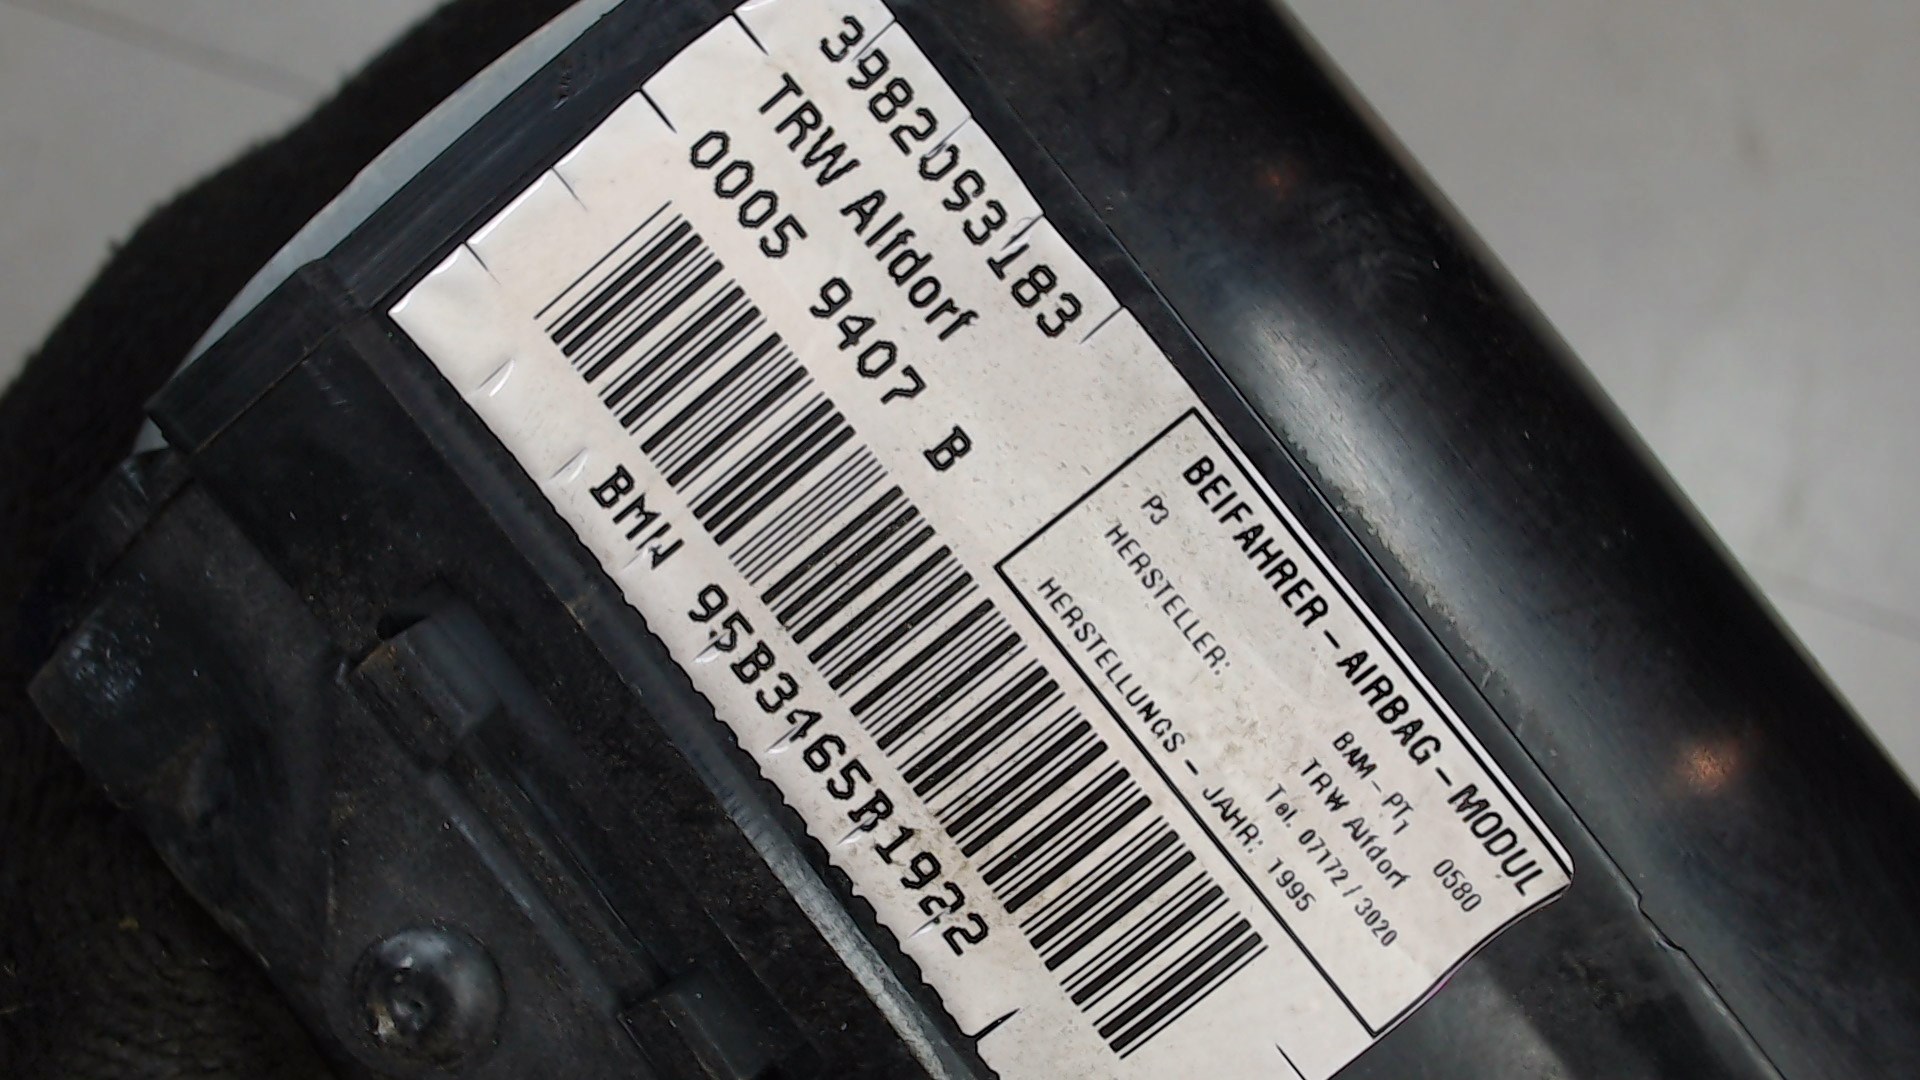 3982093183
TRW Alfdorf
0005 9407 B
BMW 95B3465R1922
BEIFAHRER-AIRBAG-MODUL
P3 BAM-PT1 0580
HERSTELLER: TRW Alfdorf
Tel. 07172/3020
HERSTELLUNGS-JAHR: 1995